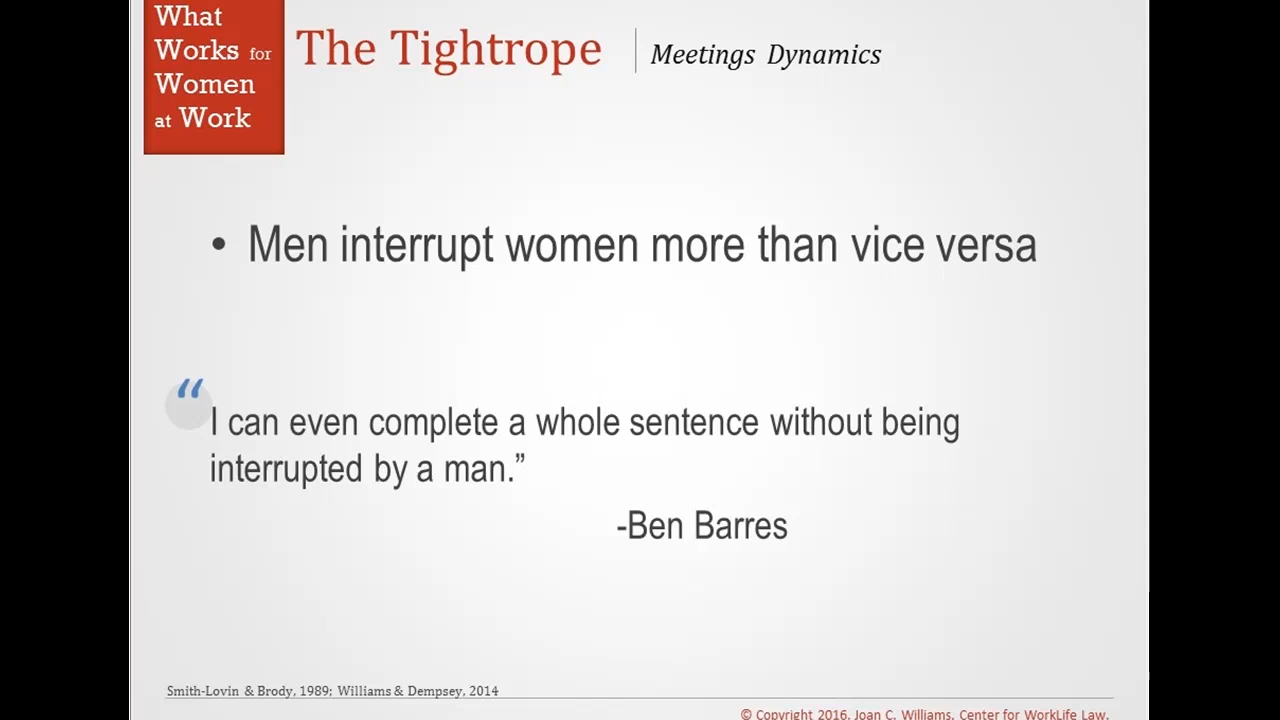 What
Works for
Women
at Work
The Tightrope
Meetings Dynamics
• Men interrupt women more than vice versa
“
I can even complete a whole sentence without being
interrupted by a man.”
-Ben Barres
Smith-Lovin & Brody, 1989; Williams & Dempsey, 2014
© Copyright 2016. Joan C. Williams. Center for WorkLife Law.